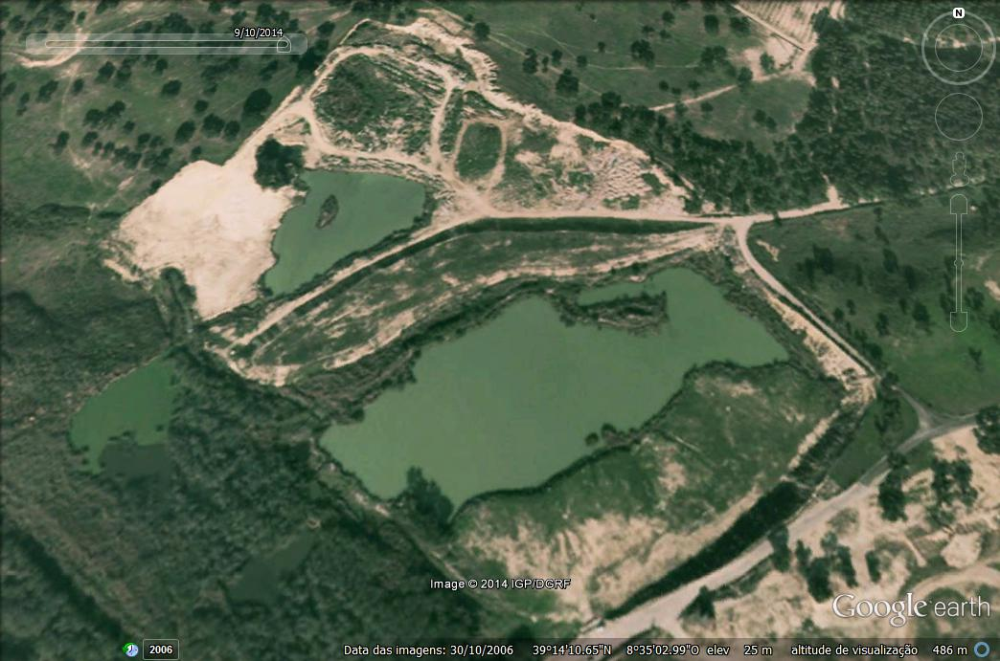 9/10/2014
N
Image © 2014 IGP/DGRF
Google earth
2006
Data das imagens: 30/10/2006 39°14'10.65"N 8°35'02.99"O elev 25 m altitude de visualização 486 m